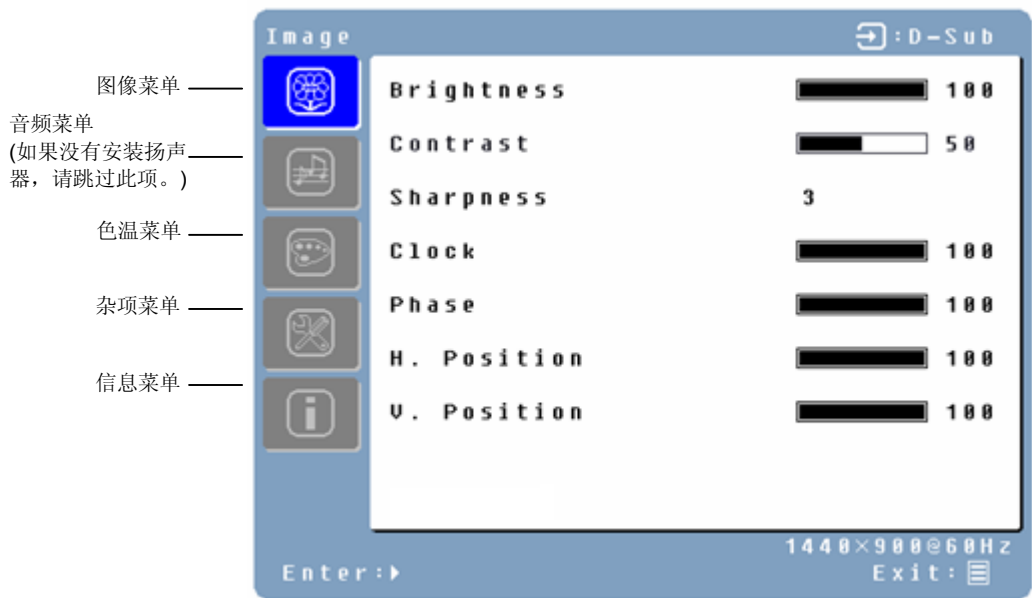 Image
:D-Sub
图像菜单
音频菜单
(如果没有安装扬声
器，请跳过此项。)
色温菜单
杂项菜单
信息菜单
Brightness 100
Contrast 50
Sharpness 3
Clock 100
Phase 100
H. Position 100
V. Position 100
1440×900@60Hz
Enter:
Exit: